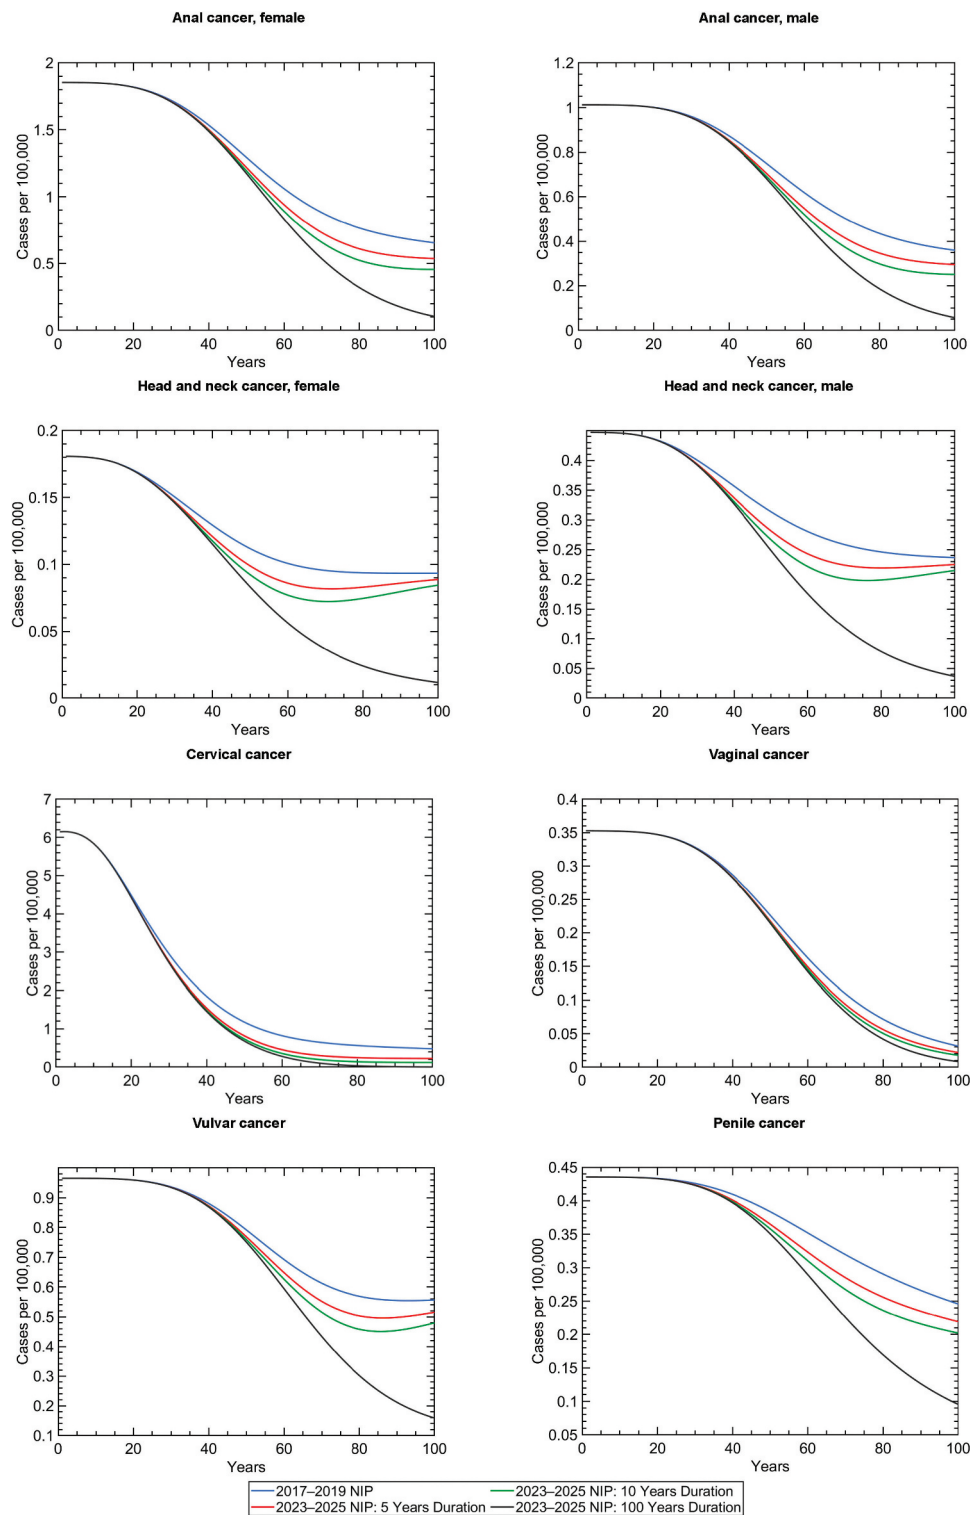 Anal cancer, female
Cases per 100,000
2
1.5
1
0.5
0
0 20 40 60 80 100
Years
Anal cancer, male
Cases per 100,000
1.2
1
0.8
0.6
0.4
0.2
0
0 20 40 60 80 100
Years
Head and neck cancer, female
Cases per 100,000
0.2
0.15
0.1
0.05
0
0 20 40 60 80 100
Years
Head and neck cancer, male
Cases per 100,000
0.4
0.35
0.3
0.25
0.2
0.15
0.1
0.05
0
0 20 40 60 80 100
Years
Cervical cancer
Cases per 100,000
7
6
5
4
3
2
1
0
0 20 40 60 80 100
Years
Vaginal cancer
Cases per 100,000
0.4
0.35
0.3
0.25
0.2
0.15
0.1
0.05
0
0 20 40 60 80 100
Years
Vulvar cancer
Cases per 100,000
0.9
0.8
0.7
0.6
0.5
0.4
0.3
0.2
0.1
0 20 40 60 80 100
Years
Penile cancer
Cases per 100,000
0.45
0.4
0.35
0.3
0.25
0.2
0.15
0.1
0.05
0 20 40 60 80 100
Years
2017–2019 NIP
2023–2025 NIP: 10 Years Duration
2023–2025 NIP: 5 Years Duration
2023–2025 NIP: 100 Years Duration